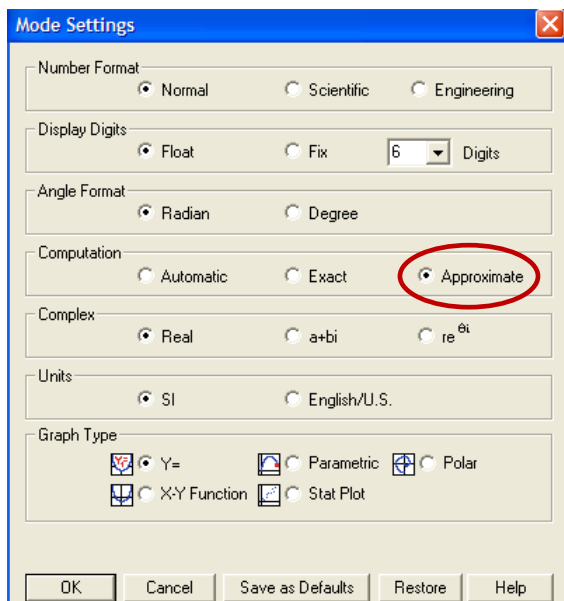 Mode Settings
Number Format
Normal Scientific Engineering
Display Digits
Float Fix 6 Digits
Angle Format
Radian Degree
Computation
Automatic Exact Approximate
Complex
Real a+bi re^θi
Units
SI English/U.S.
Graph Type
Y= Parametric Polar
X-Y Function Stat Plot
OK Cancel Save as Defaults Restore Help